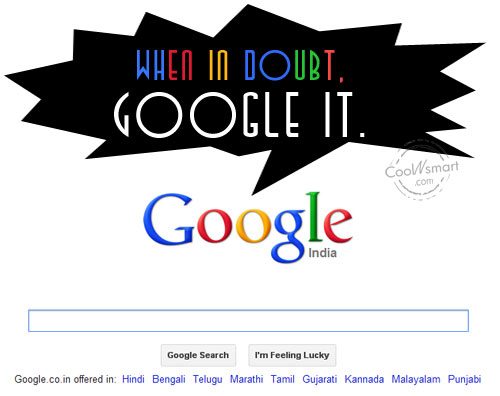 WHEN IN DOUBT,
GOOGLE IT.
CooWsmart
.com
Google
India
Google Search I'm Feeling Lucky
Google.co.in offered in: Hindi Bengali Telugu Marathi Tamil Gujarati Kannada Malayalam Punjabi